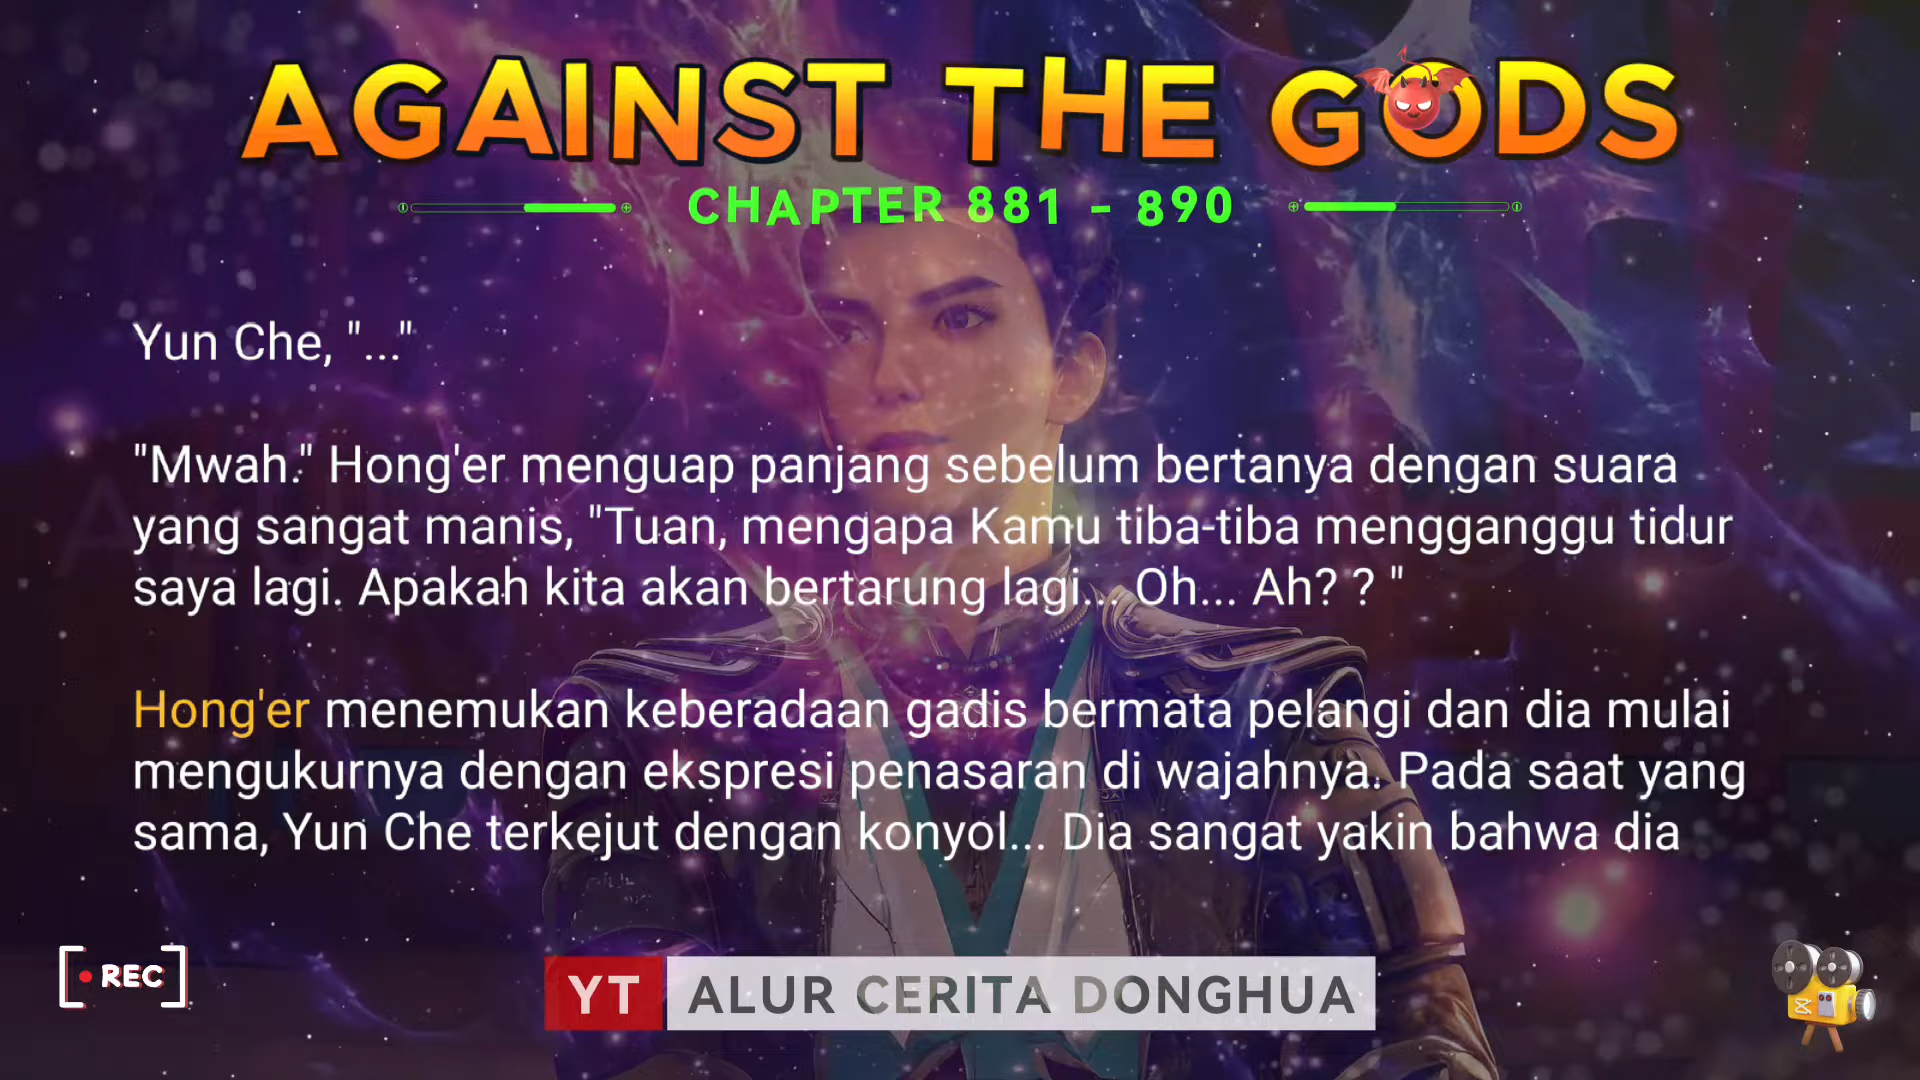 AGAINST THE GODS
CHAPTER 881 - 890
Yun Che, "..."
"Mwah." Hong'er menguap panjang sebelum bertanya dengan suara
yang sangat manis, "Tuan, mengapa Kamu tiba-tiba mengganggu tidur
saya lagi. Apakah kita akan bertarung lagi... Oh... Ah? ? "
Hong'er menemukan keberadaan gadis bermata pelangi dan dia mulai
mengukurnya dengan ekspresi penasaran di wajahnya. Pada saat yang
sama, Yun Che terkejut dengan konyol... Dia sangat yakin bahwa dia
REC
YT ALUR CERITA DONGHUA